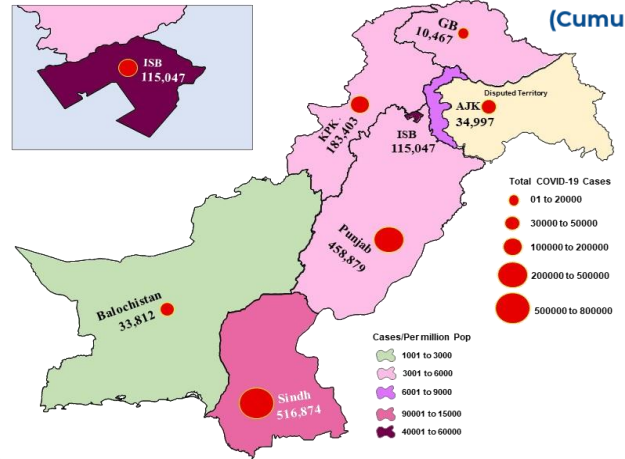 (Cumu
GB
10,467
ISB
115,047
Disputed Territory
AJK
34,997
KPK.
183,403
ISB
115,047
Total COVID-19 Cases
01 to 20000
30000 to 50000
100000 to 200000
200000 to 500000
500000 to 800000
Punjab
458,879
Balochistan
33,812
Cases/Permillion Pop
1001 to 3000
3001 to 6000
6001 to 9000
90001 to 15000
40001 to 60000
Sindh
516,874